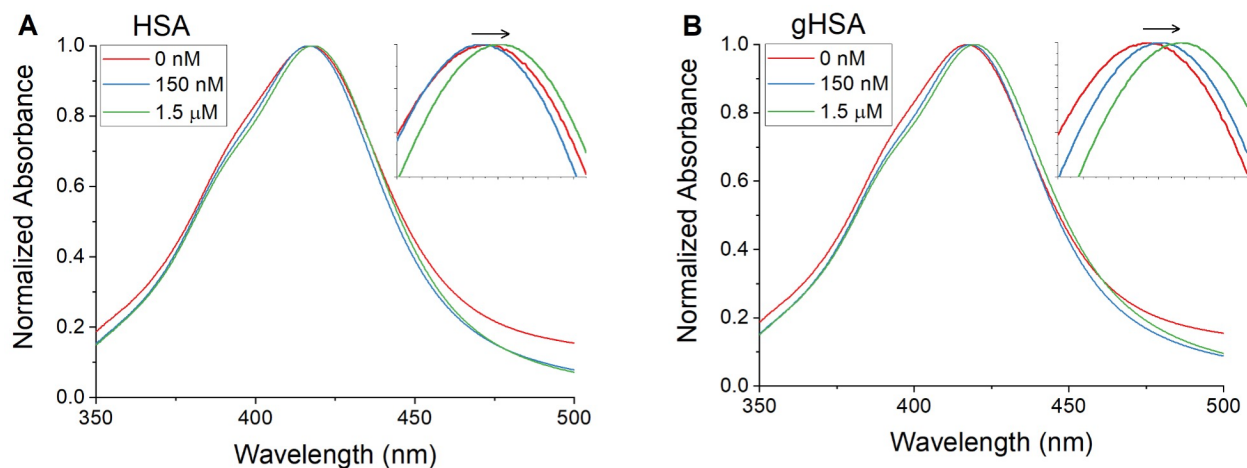 A
HSA
0 nM
150 nM
1.5 μM
1.0
0.8
0.6
0.4
0.2
0.0
Normalized Absorbance
350
400
450
500
Wavelength (nm)
B
gHSA
0 nM
150 nM
1.5 μM
1.0
0.8
0.6
0.4
0.2
0.0
Normalized Absorbance
350
400
450
500
Wavelength (nm)